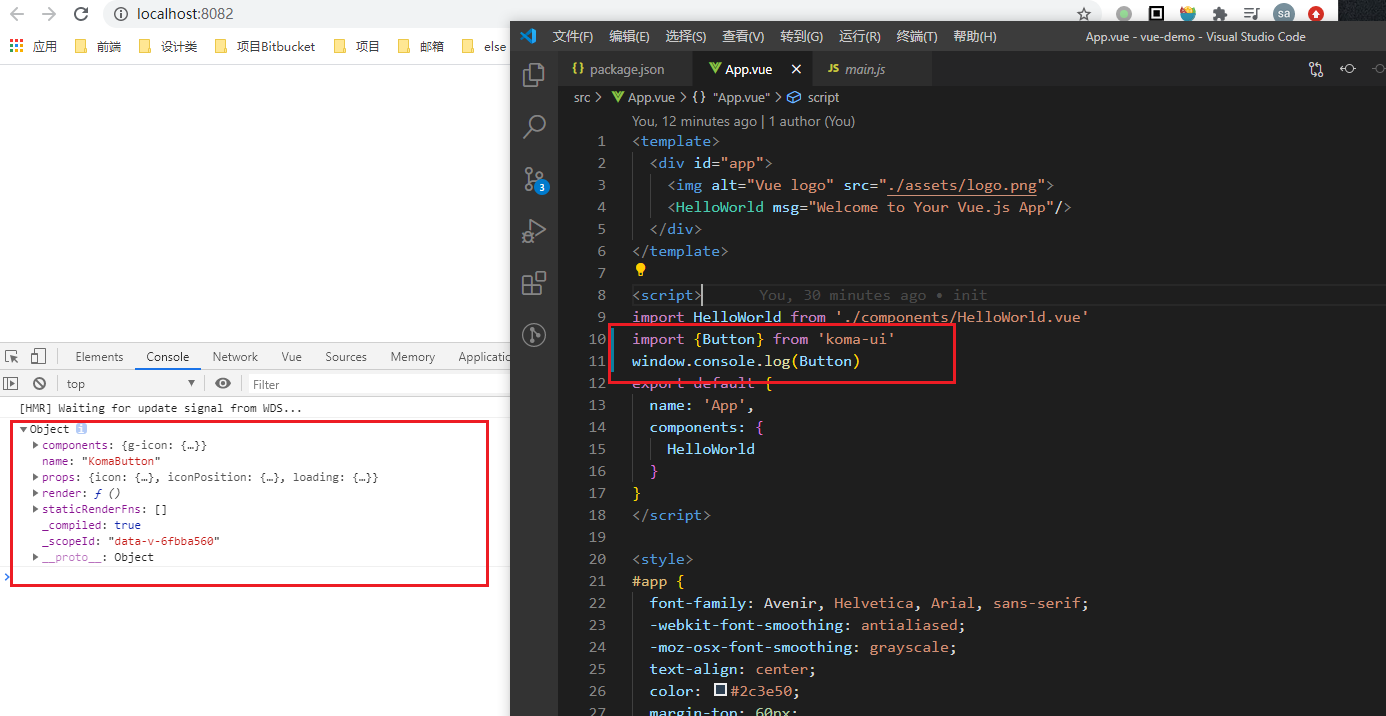 localhost:8082
sa
应用 前端 设计类 项目Bitbucket 项目 邮箱 else
Elements Console Network Vue Sources Memory Applicatio
top Filter
[HMR] Waiting for update signal from WDS...
Object i
components: {g-icon: {…}}
name: "KomaButton"
props: {icon: {…}, iconPosition: {…}, loading: {…}}
render: ƒ ()
staticRenderFns: []
_compiled: true
_scopeId: "data-v-6fbba560"
__proto__: Object
文件(F) 编辑(E) 选择(S) 查看(V) 转到(G) 运行(R) 终端(T) 帮助(H) App.vue - vue-demo - Visual Studio Code
{} package.json App.vue × JS main.js
src > App.vue > {} "App.vue" > script
3
You, 12 minutes ago | 1 author (You)
1 <template>
2 <div id="app">
3 <img alt="Vue logo" src="./assets/logo.png">
4 <HelloWorld msg="Welcome to Your Vue.js App"/>
5 </div>
6 </template>
7
8 <script> You, 30 minutes ago • init
9 import HelloWorld from './components/HelloWorld.vue'
10 import {Button} from 'koma-ui'
11 window.console.log(Button)
12 export default {
13 name: 'App',
14 components: {
15 HelloWorld
16 }
17 }
18 </script>
19
20 <style>
21 #app {
22 font-family: Avenir, Helvetica, Arial, sans-serif;
23 -webkit-font-smoothing: antialiased;
24 -moz-osx-font-smoothing: grayscale;
25 text-align: center;
26 color: #2c3e50;
27 margin-top: 60px;